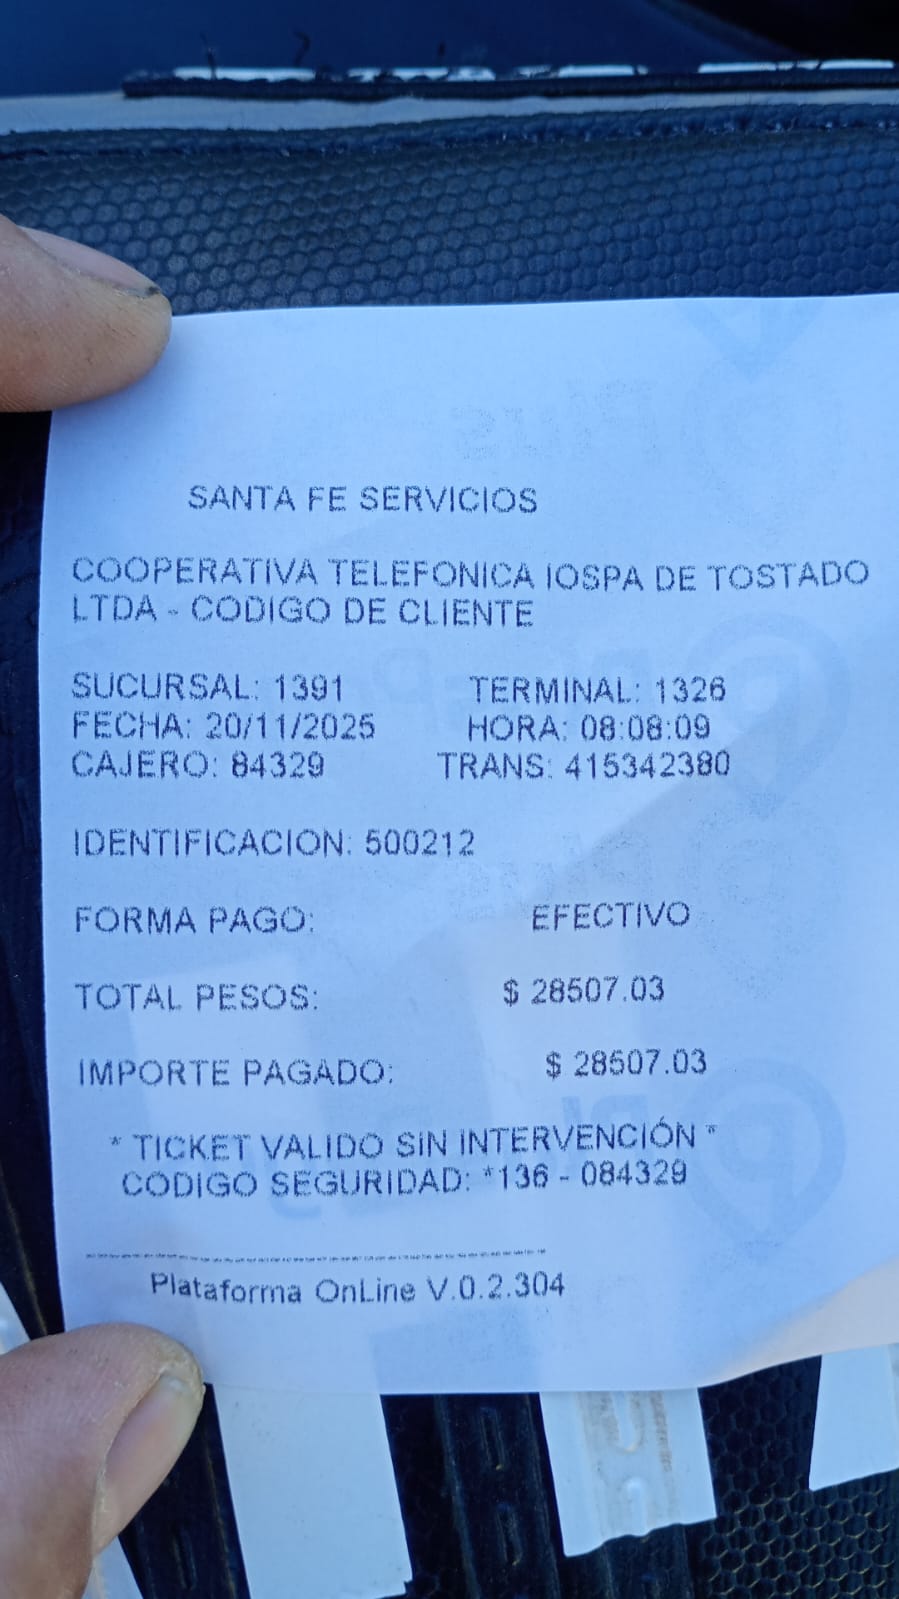 SANTA FE SERVICIOS
COOPERATIVA TELEFONICA IOSPA DE TOSTADO
LTDA - CODIGO DE CLIENTE
SUCURSAL: 1391 TERMINAL: 1326
FECHA: 20/11/2025 HORA: 08:08:09
CAJERO: 84329 TRANS: 415342380
IDENTIFICACION: 500212
FORMA PAGO: EFECTIVO
TOTAL PESOS: $ 28507.03
IMPORTE PAGADO: $ 28507.03
* TICKET VALIDO SIN INTERVENCIÓN *
CODIGO SEGURIDAD: *136 - 084329
Plataforma OnLine V.0.2.304